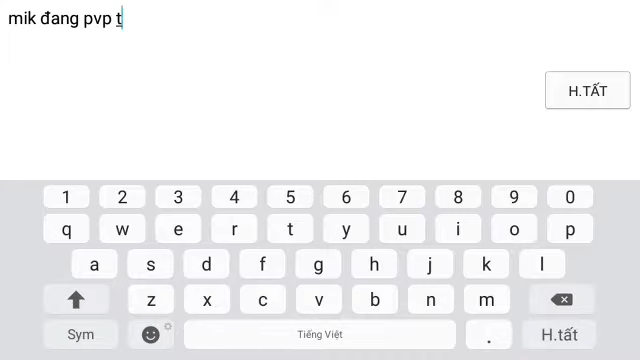 mik đang pvp t
H.TẤT
1 2 3 4 5 6 7 8 9 0
q w e r t y u i o p
a s d f g h j k l
z x c v b n m
Sym Tiếng Việt . H.tất